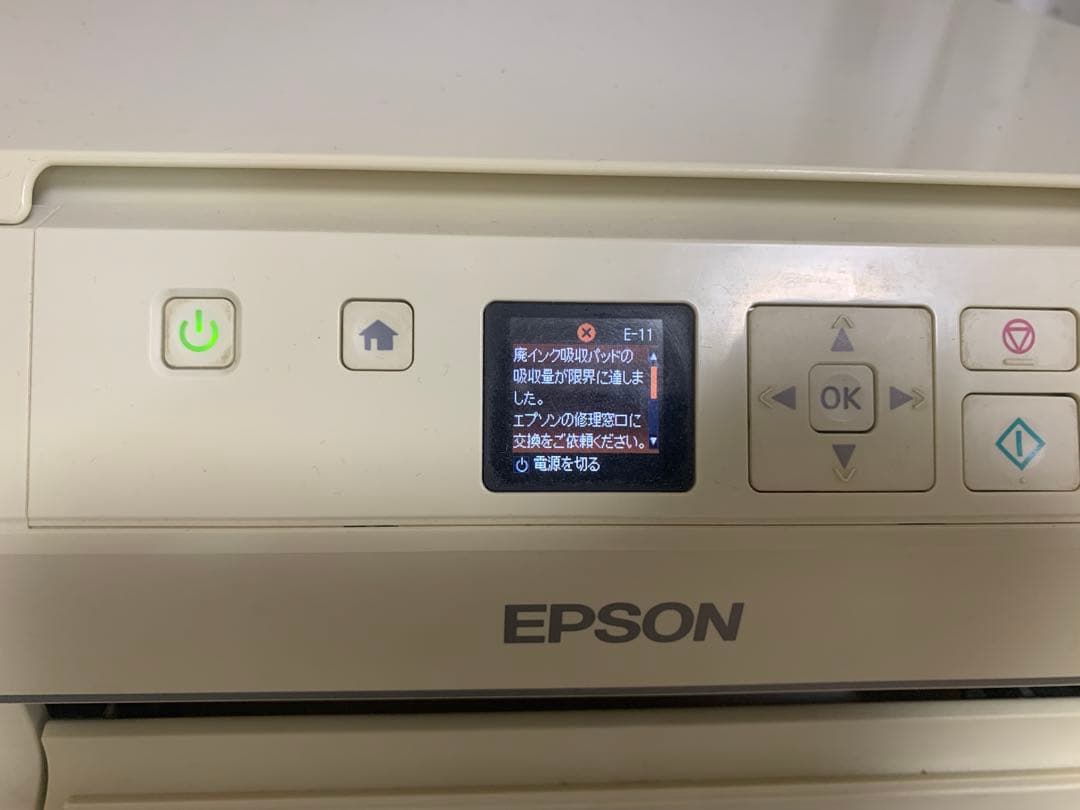 E-11
廃インク吸収パッドの
吸収量が限界に達しま
した。
エプソンの修理窓口に
交換をご依頼ください。
電源を切る
OK
EPSON